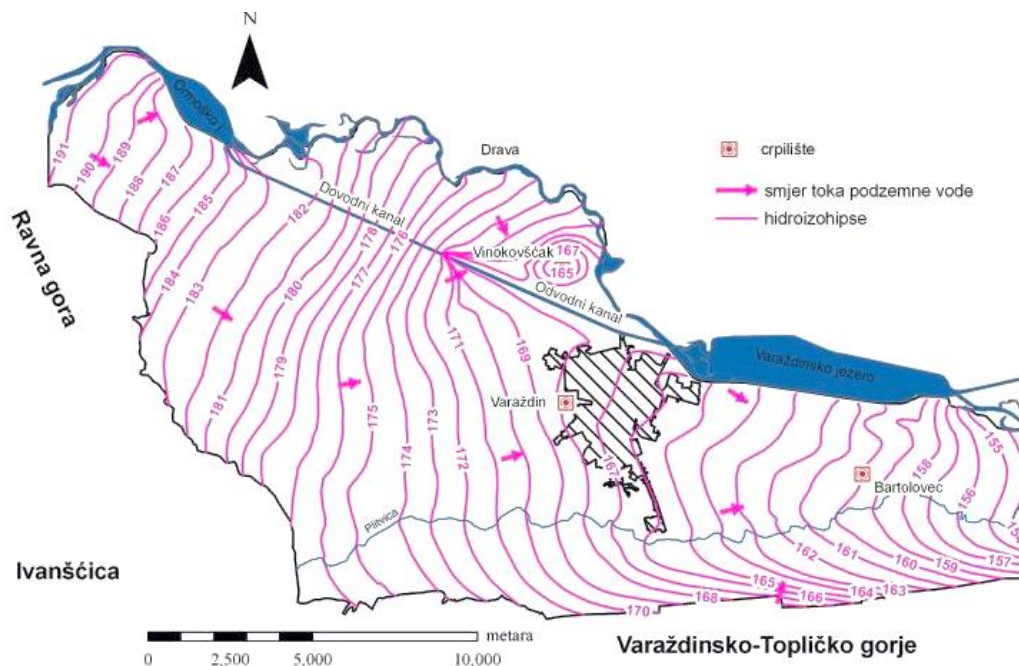 N
Ormoško j.
Drava
crpilište
smjer toka podzemne vode
hidroizohipse
191
190
189
188
187
186
185
184
183
182
181
180
179
178
177
176
175
174
173
172
171
170
169
168
167
167
165
Dovodni kanal
Vinokovšćak
Odvodni kanal
Varaždinsko jezero
Ravna gora
Varaždin
Bartolovec
Plitvica
155
158
156
162
161
160
159
157
154
165
166
164
163
Ivanšćica
metara
0 2,500 5,000 10,000
Varaždinsko-Topličko gorje